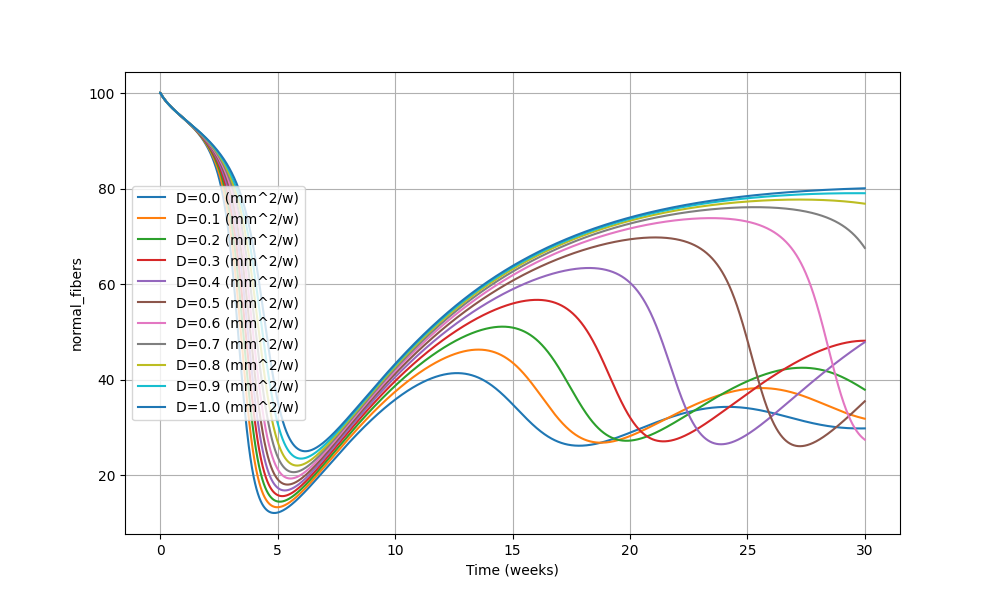 100
80
60
40
20
normal_fibers
D=0.0 (mm^2/w)
D=0.1 (mm^2/w)
D=0.2 (mm^2/w)
D=0.3 (mm^2/w)
D=0.4 (mm^2/w)
D=0.5 (mm^2/w)
D=0.6 (mm^2/w)
D=0.7 (mm^2/w)
D=0.8 (mm^2/w)
D=0.9 (mm^2/w)
D=1.0 (mm^2/w)
0 5 10 15 20 25 30
Time (weeks)